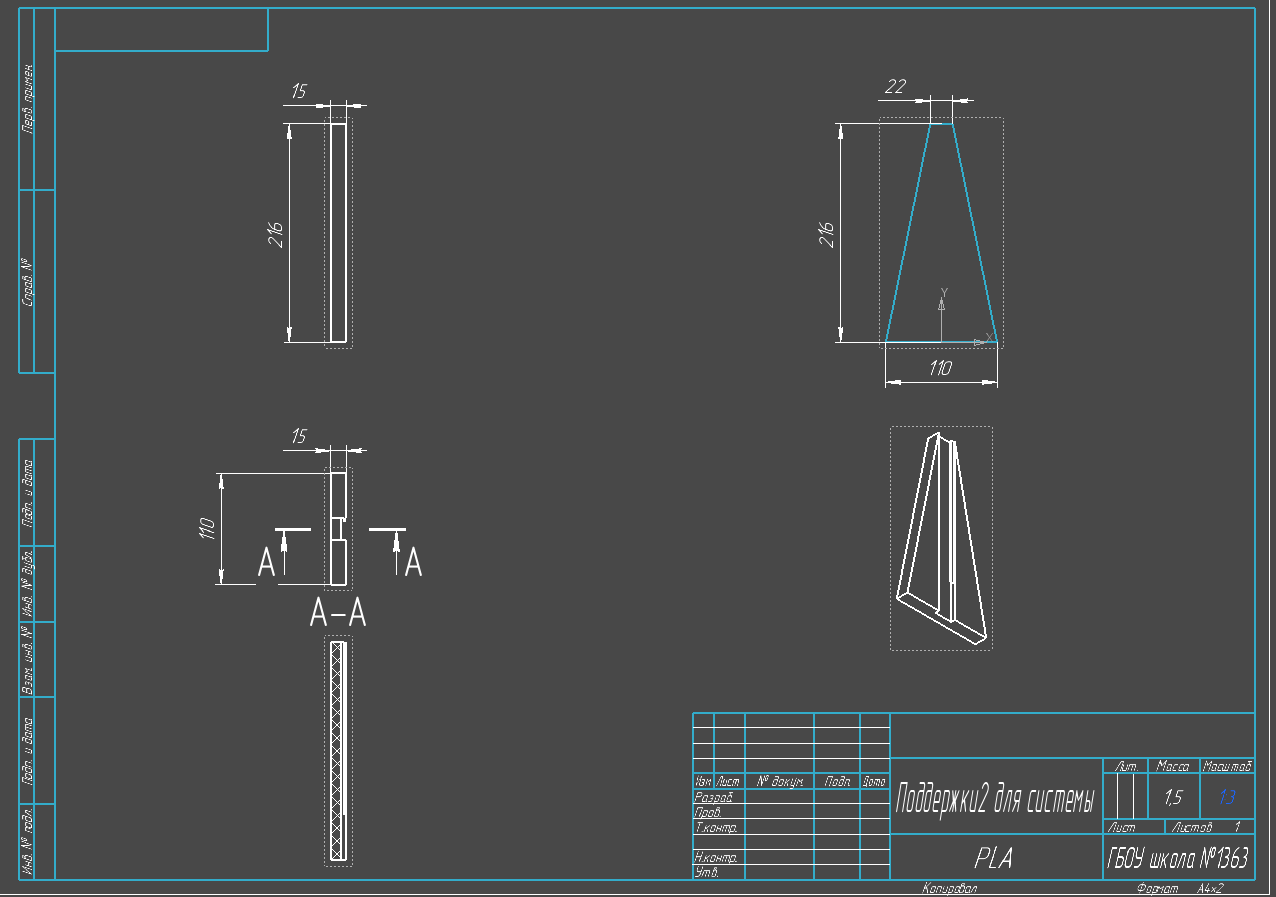 Перв. примен.
Справ. №
Подп. и дата
Инв. № дубл.
Взам. инв. №
Подп. и дата
Инв. № подл.
15
216
22
216
Y
X
110
15
110
А
А
А-А
Изм Лист № докум. Подп. Дата
Разраб.
Пров.
Т.контр.
Н.контр.
Утв.
Поддержки2 для системы
Лит. Масса Масштаб
1,5 1:3
Лист Листов 1
PLA
ГБОУ школа №1363
Копировал Формат А4х2